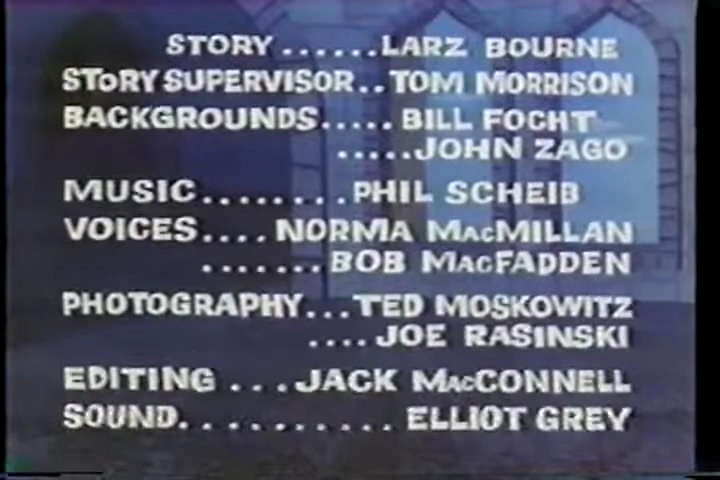 STORY......LARZ BOURNE
STORY SUPERVISOR..TOM MORRISON
BACKGROUNDS.....BILL FOCHT
.....JOHN ZAGO
MUSIC........PHIL SCHEIB
VOICES....NORMA MacMILLAN
.......BOB MacFADDEN
PHOTOGRAPHY...TED MOSKOWITZ
....JOE RASINSKI
EDITING ...JACK MacCONNELL
SOUND...........ELLIOT GREY